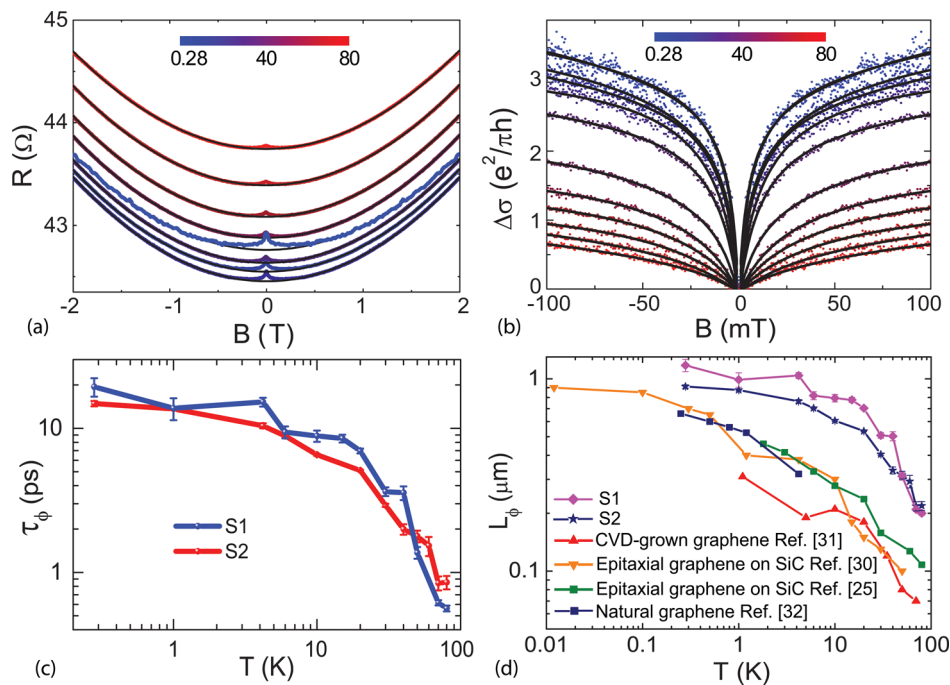 45
44
43
R (Ω)
0.28 40 80
-2 -1 0 1 2
B (T)
(a)
3
2
1
0
Δσ (e²/πh)
0.28 40 80
-100 -50 0 50 100
B (mT)
(b)
10
1
τϕ (ps)
S1
S2
1 10 100
T (K)
(c)
1
0.1
Lϕ (μm)
S1
S2
CVD-grown graphene Ref. [31]
Epitaxial graphene on SiC Ref. [30]
Epitaxial graphene on SiC Ref. [25]
Natural graphene Ref. [32]
0.01 0.1 1 10 100
T (K)
(d)